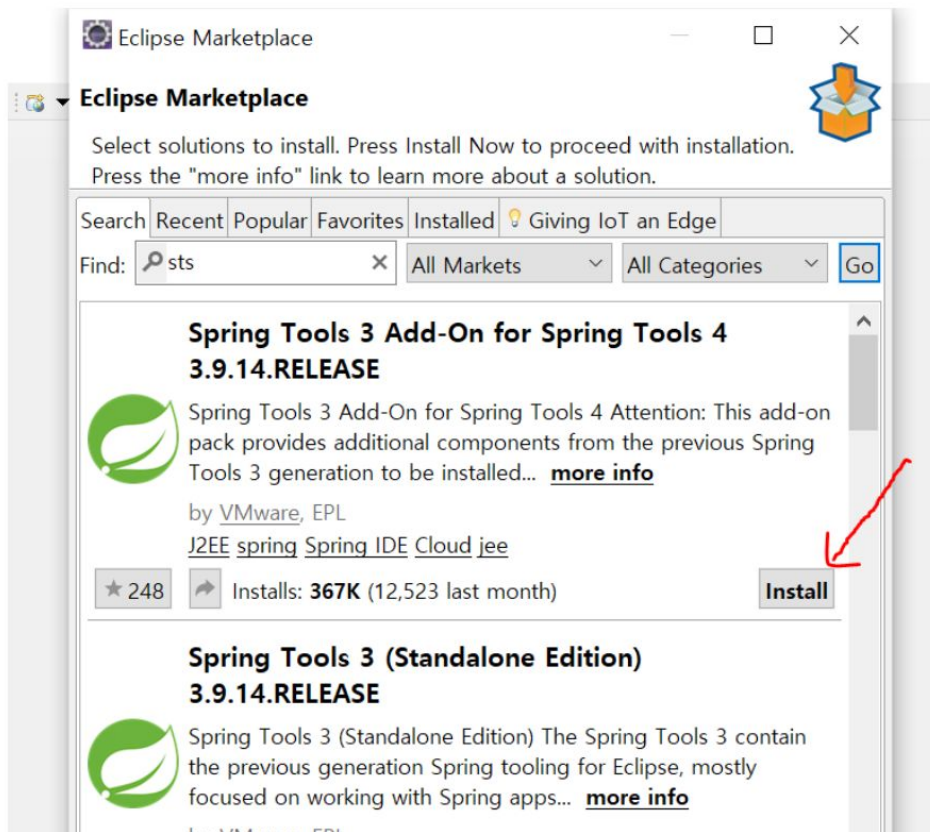 Eclipse Marketplace
Eclipse Marketplace
Select solutions to install. Press Install Now to proceed with installation.
Press the "more info" link to learn more about a solution.
Search Recent Popular Favorites Installed Giving IoT an Edge
Find: sts All Markets All Categories Go
Spring Tools 3 Add-On for Spring Tools 4
3.9.14.RELEASE
Spring Tools 3 Add-On for Spring Tools 4 Attention: This add-on
pack provides additional components from the previous Spring
Tools 3 generation to be installed... more info
by VMware, EPL
J2EE spring Spring IDE Cloud jee
248 Installs: 367K (12,523 last month) Install
Spring Tools 3 (Standalone Edition)
3.9.14.RELEASE
Spring Tools 3 (Standalone Edition) The Spring Tools 3 contain
the previous generation Spring tooling for Eclipse, mostly
focused on working with Spring apps... more info